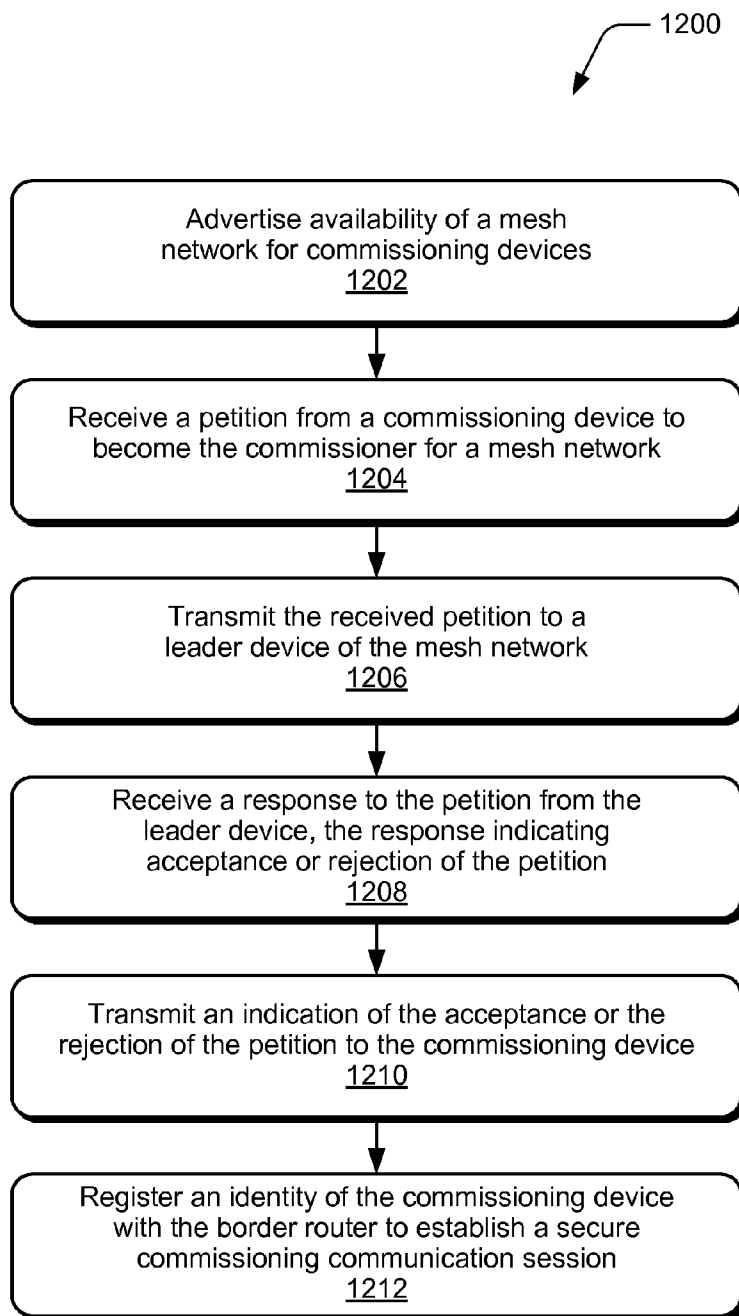 1200
Advertise availability of a mesh
network for commissioning devices
1202
Receive a petition from a commissioning device to
become the commissioner for a mesh network
1204
Transmit the received petition to a
leader device of the mesh network
1206
Receive a response to the petition from the
leader device, the response indicating
acceptance or rejection of the petition
1208
Transmit an indication of the acceptance or the
rejection of the petition to the commissioning device
1210
Register an identity of the commissioning device
with the border router to establish a secure
commissioning communication session
1212